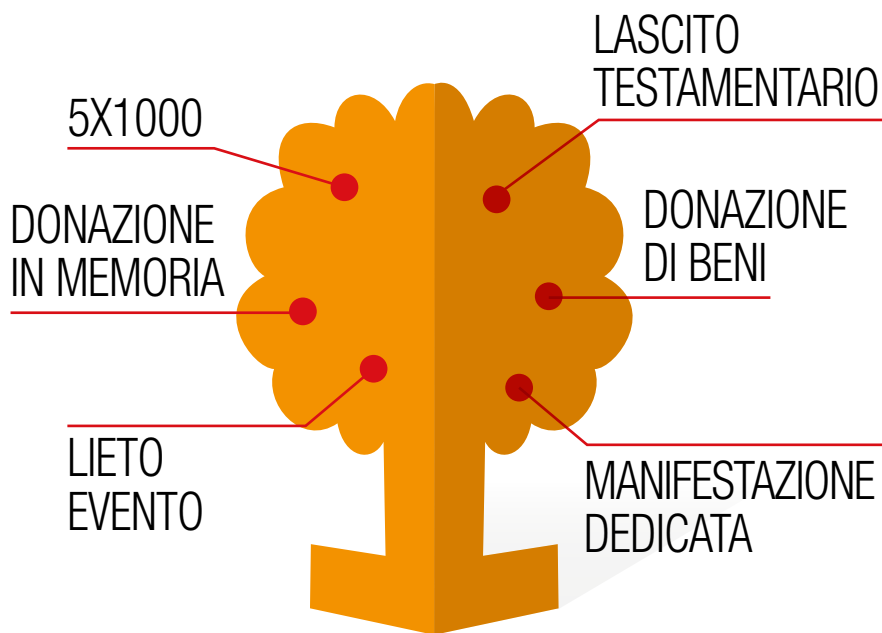 5X1000
DONAZIONE
IN MEMORIA
LIETO
EVENTO
LASCITO
TESTAMENTARIO
DONAZIONE
DI BENI
MANIFESTAZIONE
DEDICATA